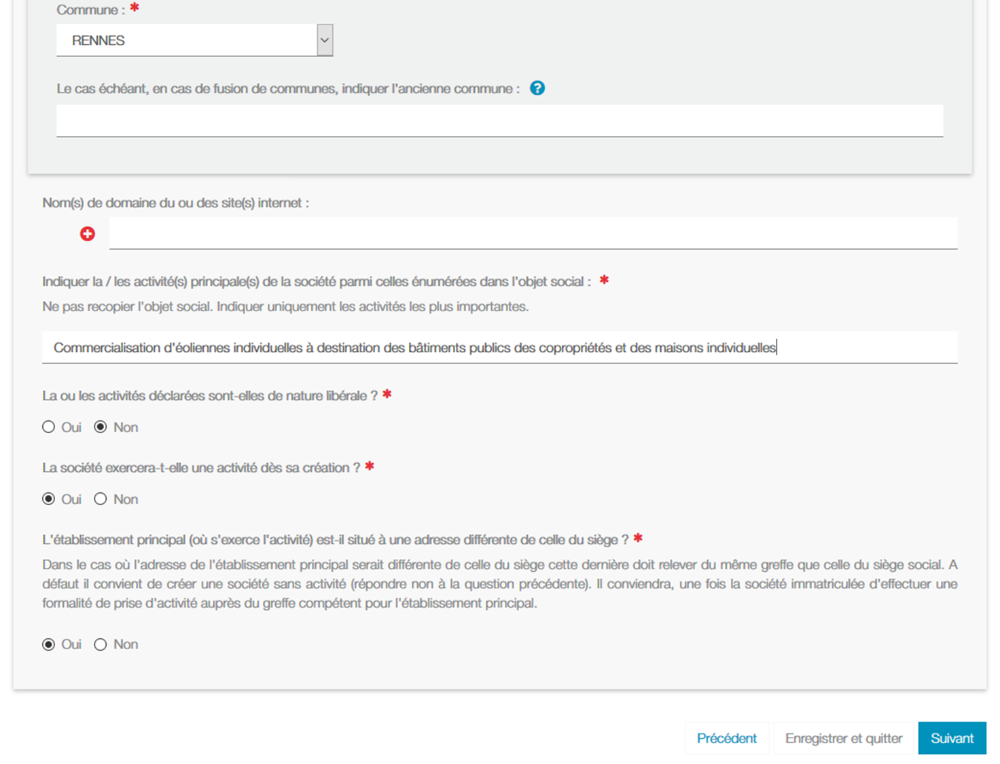 Commune : *
RENNES
Le cas échéant, en cas de fusion de communes, indiquer l'ancienne commune : ?
Nom(s) de domaine du ou des site(s) internet :
Indiquer la / les activité(s) principale(s) de la société parmi celles énumérées dans l'objet social : *
Ne pas recopier l'objet social. Indiquer uniquement les activités les plus importantes.
Commercialisation d'éoliennes individuelles à destination des bâtiments publics des copropriétés et des maisons individuelles
La ou les activités déclarées sont-elles de nature libérale ? *
Oui Non
La société exercera-t-elle une activité dès sa création ? *
Oui Non
L'établissement principal (où s'exerce l'activité) est-il situé à une adresse différente de celle du siège ? *
Dans le cas où l'adresse de l'établissement principal serait différente de celle du siège cette dernière doit relever du même greffe que celle du siège social. A
défaut il convient de créer une société sans activité (répondre non à la question précédente). Il conviendra, une fois la société immatriculée d'effectuer une
formalité de prise d'activité auprès du greffe compétent pour l'établissement principal.
Oui Non
Précédent Enregistrer et quitter Suivant